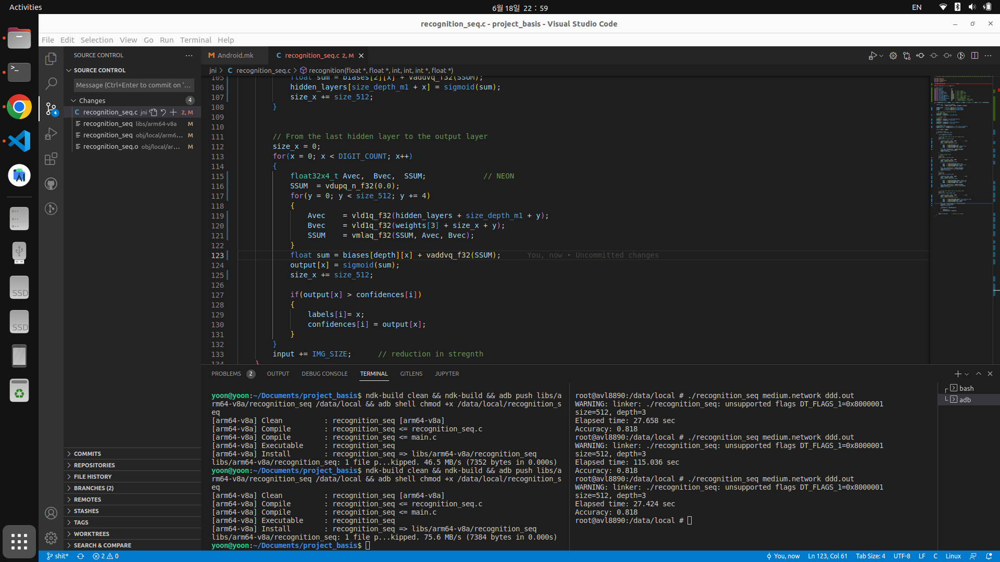 Activities
6월 18일 22 : 59
EN
recognition_seq.c - project_basis - Visual Studio Code
File Edit Selection View Go Run Terminal Help
SOURCE CONTROL
SOURCE CONTROL
Message (Ctrl+Enter to commit on '...
Changes 4
C recognition_seq.c jni 2, M
recognition_seq libs/arm64-v8a M
recognition_seq obj/local/arm6... M
recognition_seq.o obj/local/ar... M
4
COMMITS
REPOSITORIES
FILE HISTORY
BRANCHES (2)
REMOTES
STASHES
TAGS
WORKTREES
SEARCH & COMPARE
SSD
SSD
M Android.mk
C recognition_seq.c 2, M
jni > C recognition_seq.c > recognition(float *, float *, int, int, int *, float *)
105 float sum = biases[2][x] + vaddvq_f32(SSUM);
106 hidden_layers[size_depth_m1 + x] = sigmoid(sum);
107 size_x += size_512;
108 }
109
110
111 // From the last hidden layer to the output layer
112 size_x = 0;
113 for(x = 0; x < DIGIT_COUNT; x++)
114 {
115 float32x4_t Avec, Bvec, SSUM; // NEON
116 SSUM = vdupq_n_f32(0.0);
117 for(y = 0; y < size_512; y += 4)
118 {
119 Avec = vld1q_f32(hidden_layers + size_depth_m1 + y);
120 Bvec = vld1q_f32(weights[3] + size_x + y);
121 SSUM = vmlaq_f32(SSUM, Avec, Bvec);
122 }
123 float sum = biases[depth][x] + vaddvq_f32(SSUM); You, now • Uncommitted changes
124 output[x] = sigmoid(sum);
125 size_x += size_512;
126
127 if(output[x] > confidences[i])
128 {
129 labels[i]= x;
130 confidences[i] = output[x];
131 }
132 }
133 input += IMG_SIZE; // reduction in stregnth
134 }
PROBLEMS 2 OUTPUT DEBUG CONSOLE TERMINAL GITLENS JUPYTER
yoon@yoon:~/Documents/project_basis$ ndk-build clean && ndk-build && adb push libs/a
rm64-v8a/recognition_seq /data/local && adb shell chmod +x /data/local/recognition_s
eq
[arm64-v8a] Clean : recognition_seq [arm64-v8a]
[arm64-v8a] Compile : recognition_seq <= recognition_seq.c
[arm64-v8a] Compile : recognition_seq <= main.c
[arm64-v8a] Executable : recognition_seq
[arm64-v8a] Install : recognition_seq => libs/arm64-v8a/recognition_seq
libs/arm64-v8a/recognition_seq: 1 file p...kipped. 46.5 MB/s (7352 bytes in 0.000s)
yoon@yoon:~/Documents/project_basis$ ndk-build clean && ndk-build && adb push libs/a
rm64-v8a/recognition_seq /data/local && adb shell chmod +x /data/local/recognition_s
eq
[arm64-v8a] Clean : recognition_seq [arm64-v8a]
[arm64-v8a] Compile : recognition_seq <= recognition_seq.c
[arm64-v8a] Compile : recognition_seq <= main.c
[arm64-v8a] Executable : recognition_seq
[arm64-v8a] Install : recognition_seq => libs/arm64-v8a/recognition_seq
libs/arm64-v8a/recognition_seq: 1 file p...kipped. 75.6 MB/s (7384 bytes in 0.000s)
yoon@yoon:~/Documents/project_basis$
root@avl8890:/data/local # ./recognition_seq medium.network ddd.out
WARNING: linker: ./recognition_seq: unsupported flags DT_FLAGS_1=0x8000001
size=512, depth=3
Elapsed time: 27.658 sec
Accuracy: 0.818
root@avl8890:/data/local # ./recognition_seq medium.network ddd.out
WARNING: linker: ./recognition_seq: unsupported flags DT_FLAGS_1=0x8000001
size=512, depth=3
Elapsed time: 115.036 sec
Accuracy: 0.818
root@avl8890:/data/local # ./recognition_seq medium.network ddd.out
WARNING: linker: ./recognition_seq: unsupported flags DT_FLAGS_1=0x8000001
size=512, depth=3
Elapsed time: 27.424 sec
Accuracy: 0.818
root@avl8890:/data/local #
bash
adb
shit* 2 0
You, now Ln 123, Col 61 Tab Size: 4 UTF-8 LF C Linux